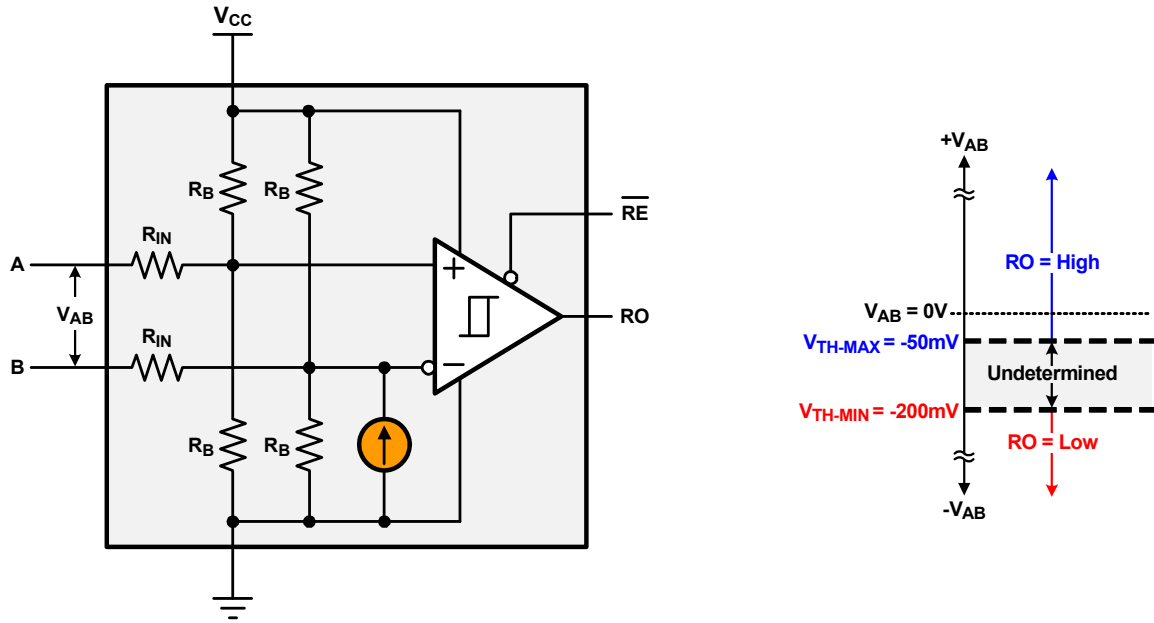 VCC
RB
RB
RIN
A
VAB
RIN
B
RB
RB
+
−
RE
RO
+VAB
RO = High
VAB = 0V
VTH-MAX = -50mV
Undetermined
VTH-MIN = -200mV
RO = Low
-VAB